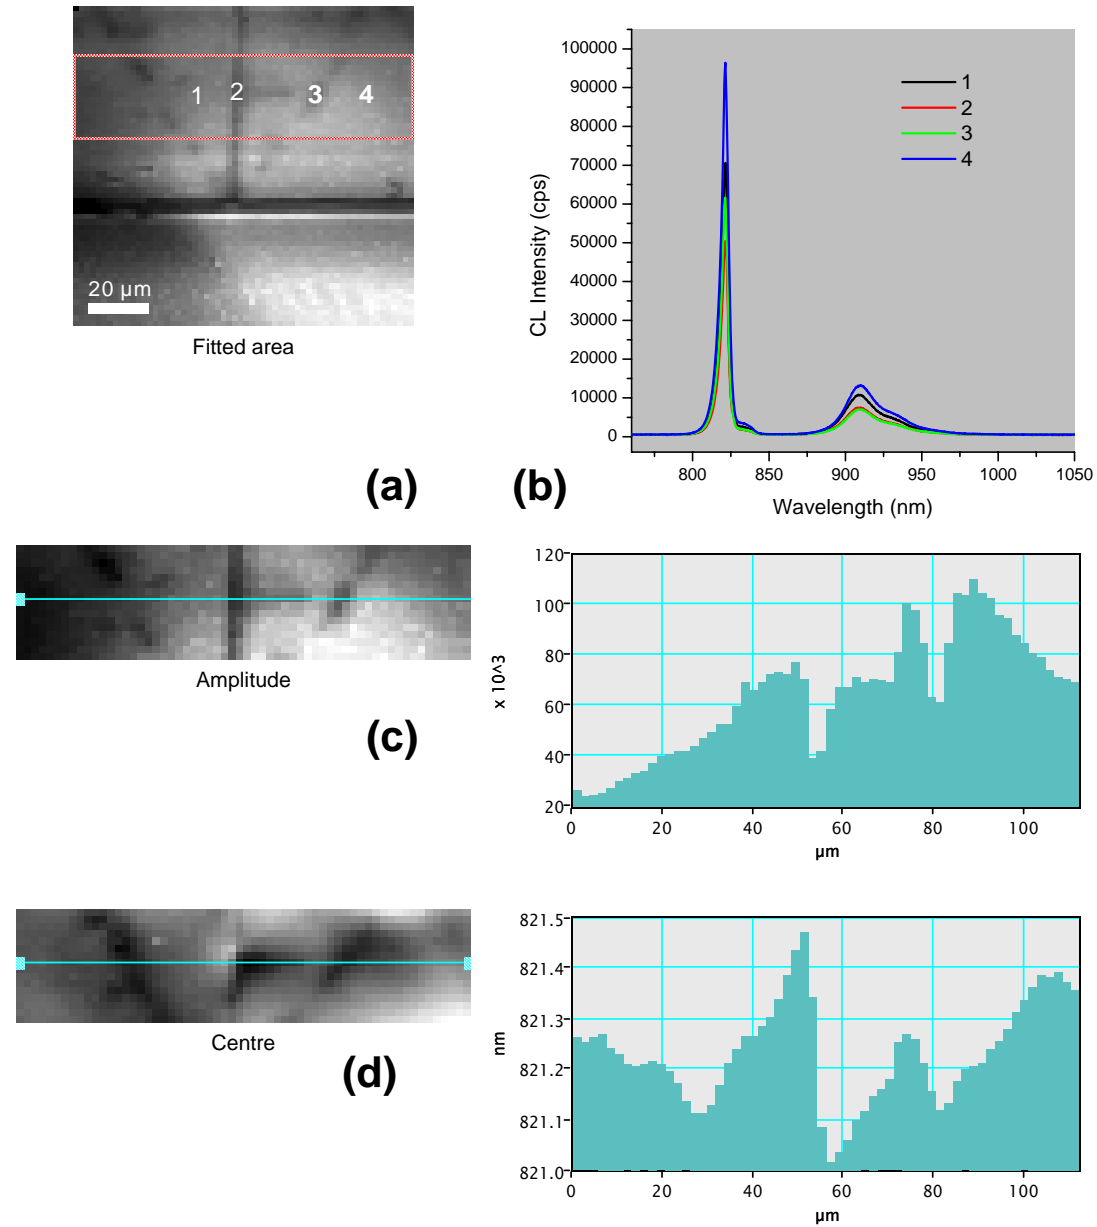 1 2 3 4
20 µm
Fitted area
(a)
100000
90000
80000
70000
60000
50000
40000
30000
20000
10000
0
CL Intensity (cps)
1
2
3
4
800 850 900 950 1000 1050
Wavelength (nm)
(b)
Amplitude
(c)
120
100
80
60
40
20
x 10^3
0 20 40 60 80 100
µm
Centre
(d)
821.5
821.4
821.3
821.2
821.1
821.0
nm
0 20 40 60 80 100
µm